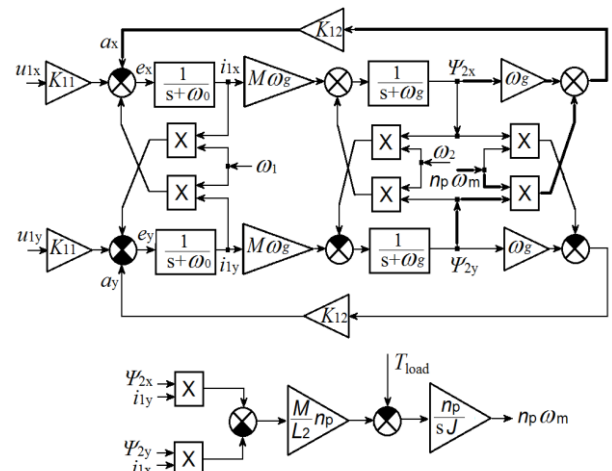 K12
ax
u1x K11 ex 1/(s+ω0) i1x Mωg 1/(s+ωg) Ψ2x ωg
X X X
ω1 ω2
npωm
X X X
u1y K11 ey 1/(s+ω0) i1y Mωg 1/(s+ωg) Ψ2y ωg
ay
K12
Tload
Ψ2x
i1y
X
M/L2 np
np/sJ
npωm
Ψ2y
i1x
X